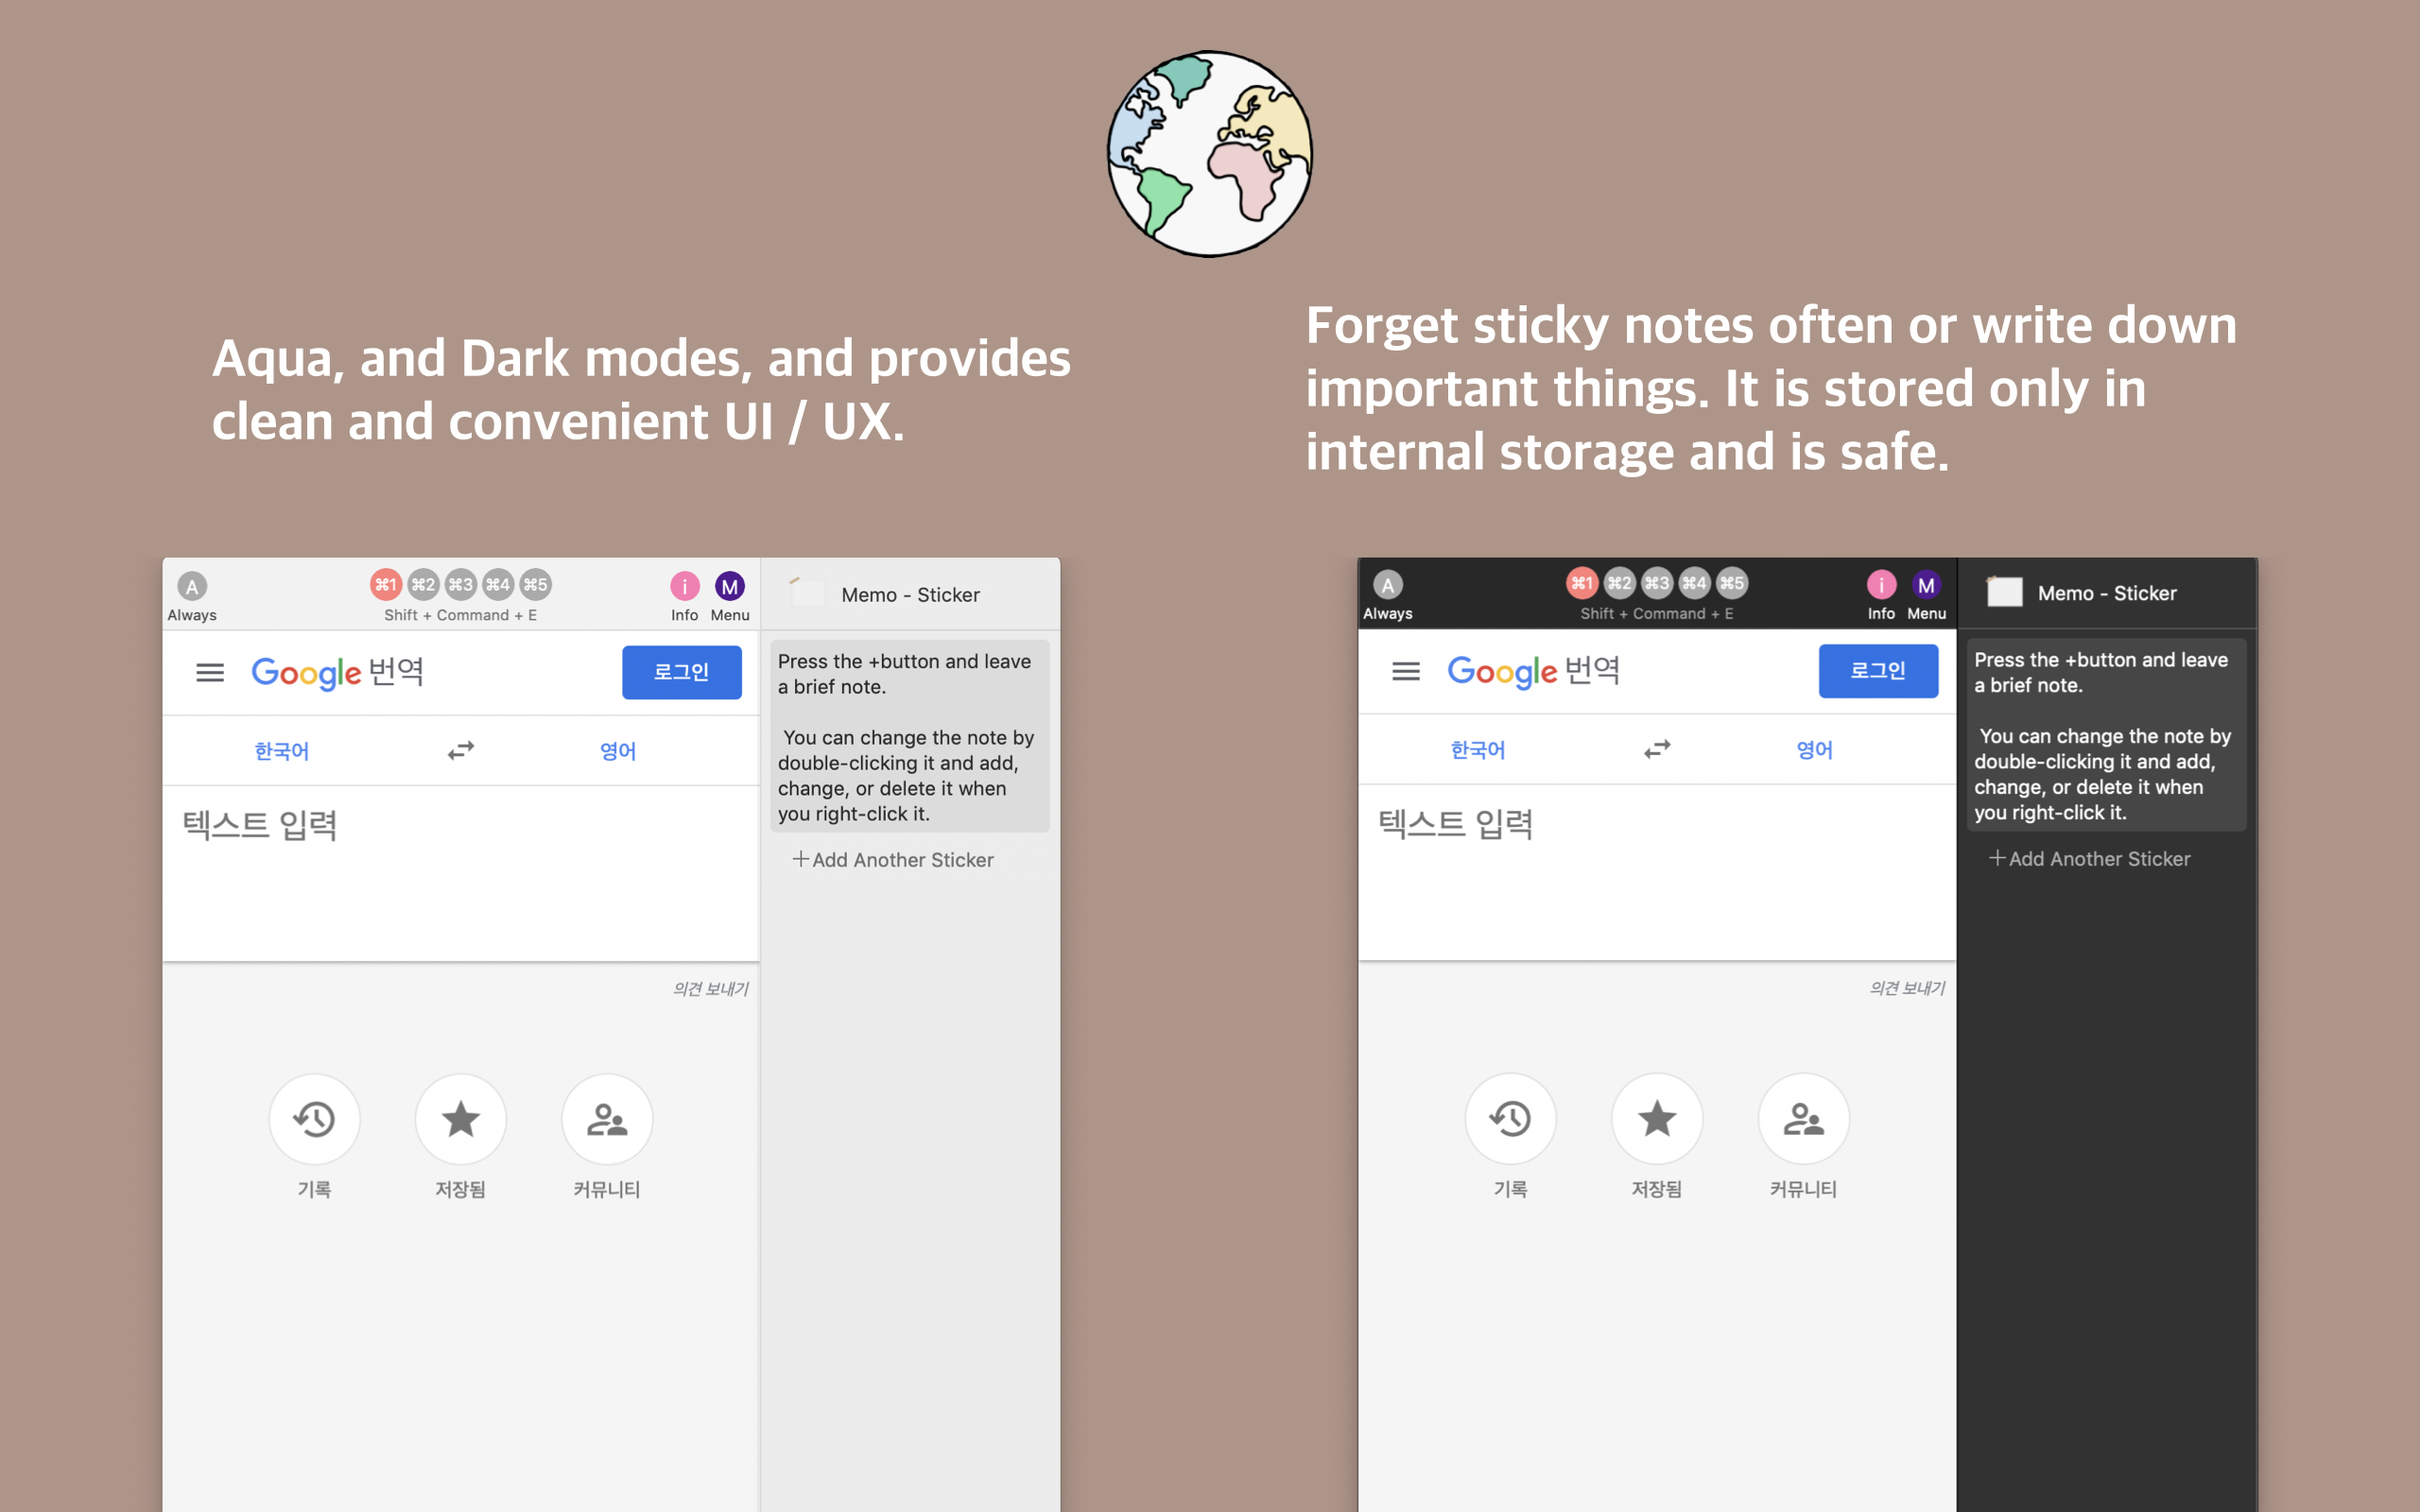 Aqua, and Dark modes, and provides
clean and convenient UI / UX.
Forget sticky notes often or write down
important things. It is stored only in
internal storage and is safe.
A
Always
⌘1 ⌘2 ⌘3 ⌘4 ⌘5
Shift + Command + E
i
Info
M
Menu
Memo - Sticker
Google 번역
로그인
한국어
영어
텍스트 입력
의견 보내기
기록
저장됨
커뮤니티
Press the +button and leave
a brief note.
You can change the note by
double-clicking it and add,
change, or delete it when
you right-click it.
+Add Another Sticker
A
Always
⌘1 ⌘2 ⌘3 ⌘4 ⌘5
Shift + Command + E
i
Info
M
Menu
Memo - Sticker
Google 번역
로그인
한국어
영어
텍스트 입력
의견 보내기
기록
저장됨
커뮤니티
Press the +button and leave
a brief note.
You can change the note by
double-clicking it and add,
change, or delete it when
you right-click it.
+Add Another Sticker